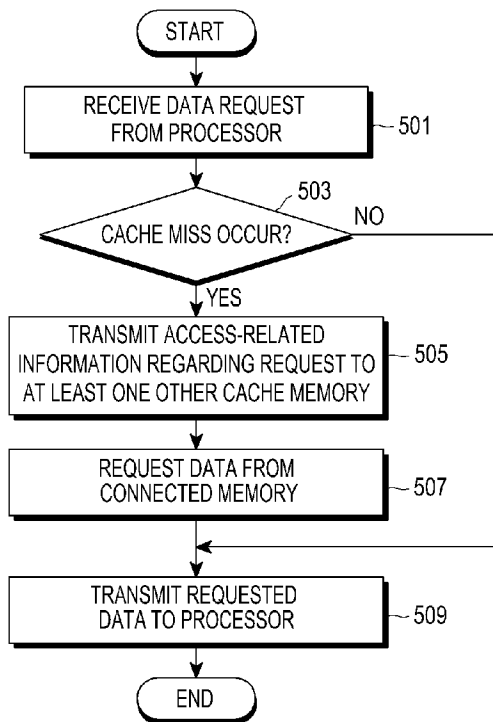 START
RECEIVE DATA REQUEST
FROM PROCESSOR
501
503
CACHE MISS OCCUR?
NO
YES
TRANSMIT ACCESS-RELATED
INFORMATION REGARDING REQUEST TO
AT LEAST ONE OTHER CACHE MEMORY
505
REQUEST DATA FROM
CONNECTED MEMORY
507
TRANSMIT REQUESTED
DATA TO PROCESSOR
509
END